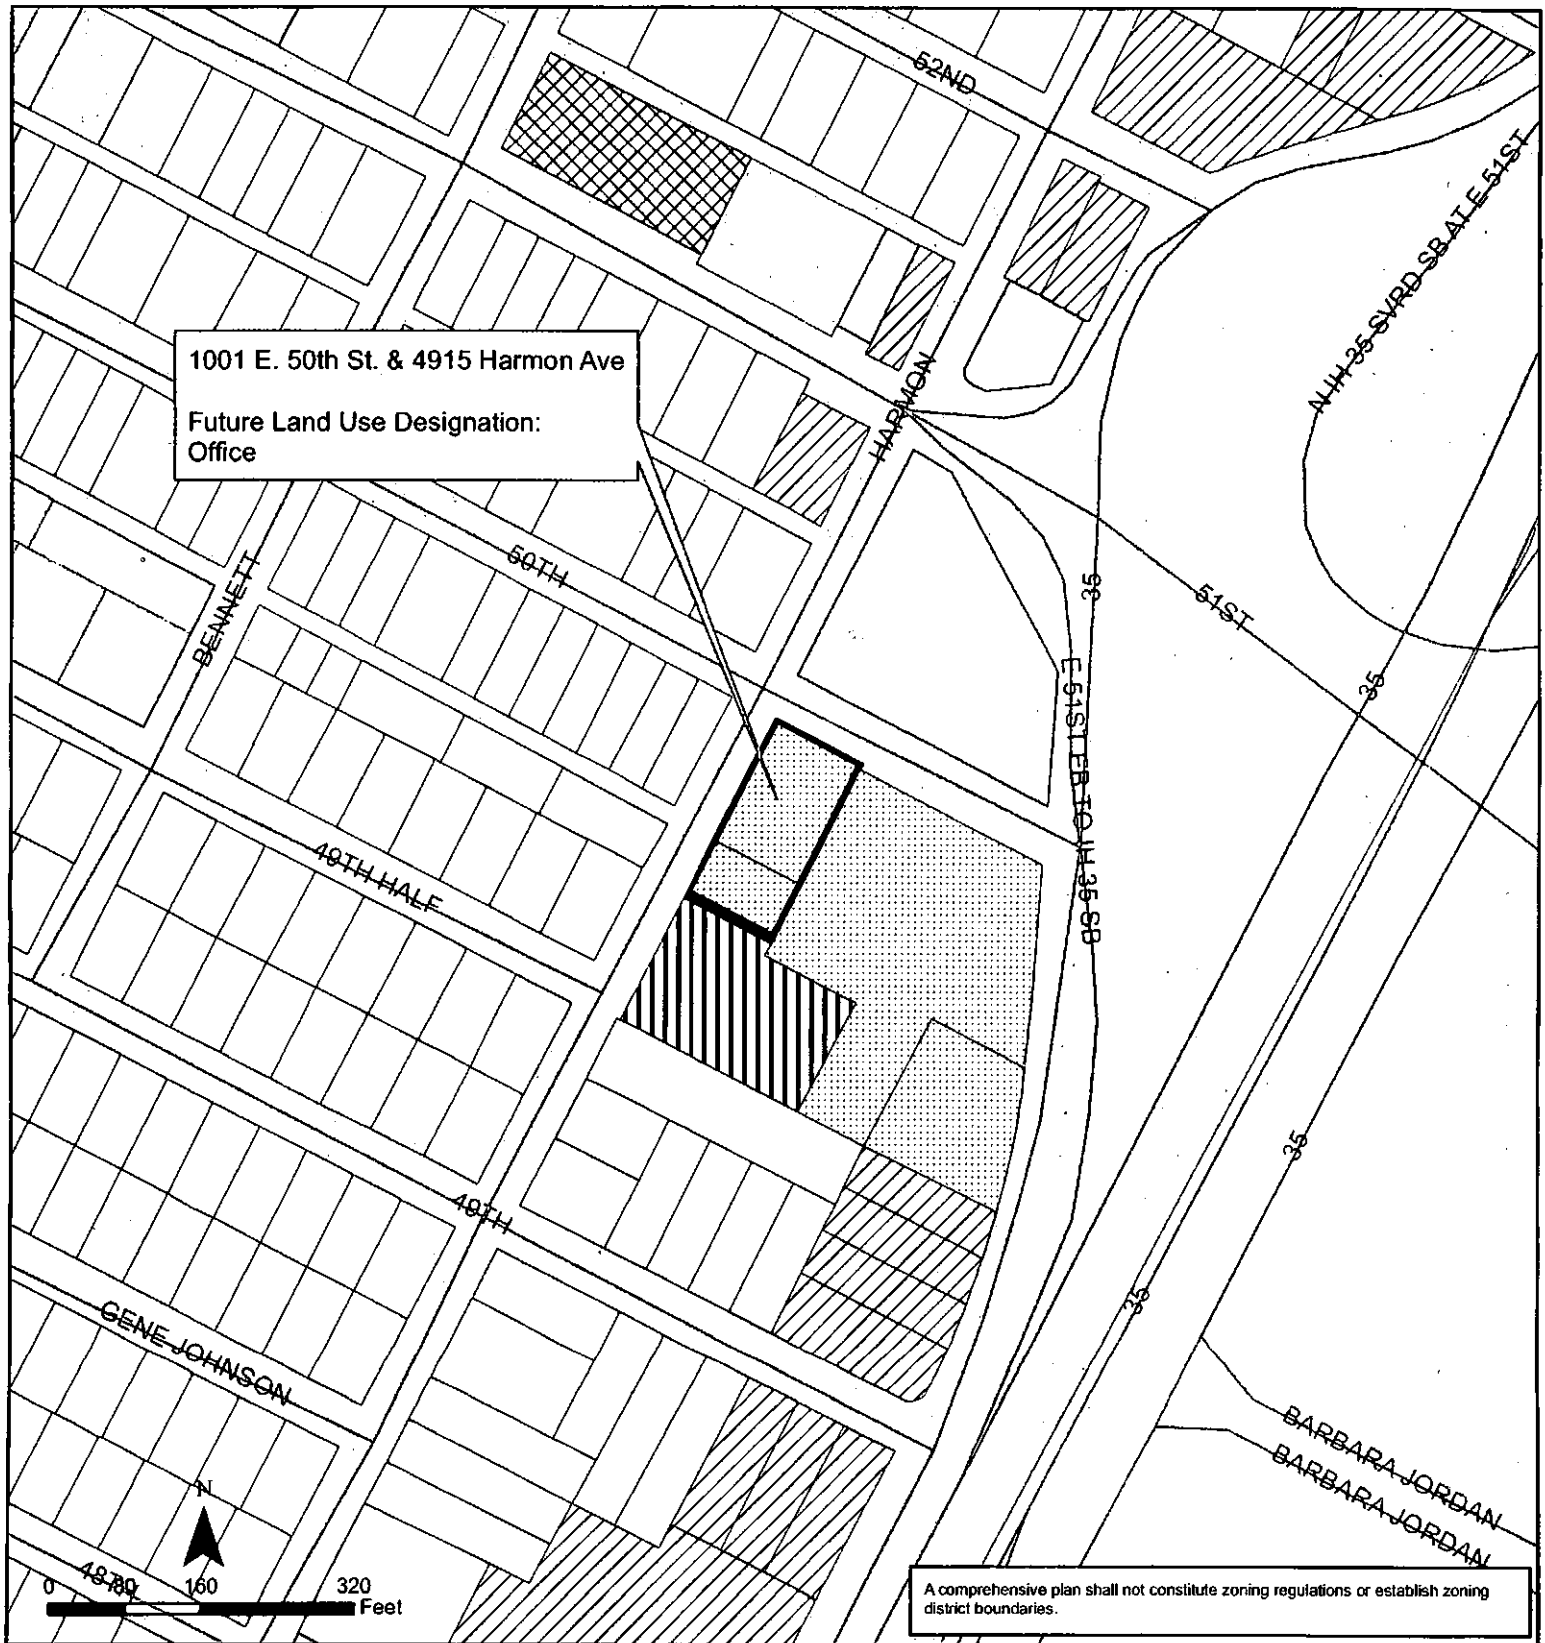 52ND
N IH 35 SVRD SB AT E 51ST
1001 E. 50th St. & 4915 Harmon Ave
Future Land Use Designation:
Office
HARMON
50TH
BENNETT
35
51ST
35
E 51ST TO IH 35 SB
49TH HALF
35
49TH
35
GENE JOHNSON
BARBARA JORDAN
BARBARA JORDAN
N
48TH
0 80 160 320
Feet
A comprehensive plan shall not constitute zoning regulations or establish zoning
district boundaries.